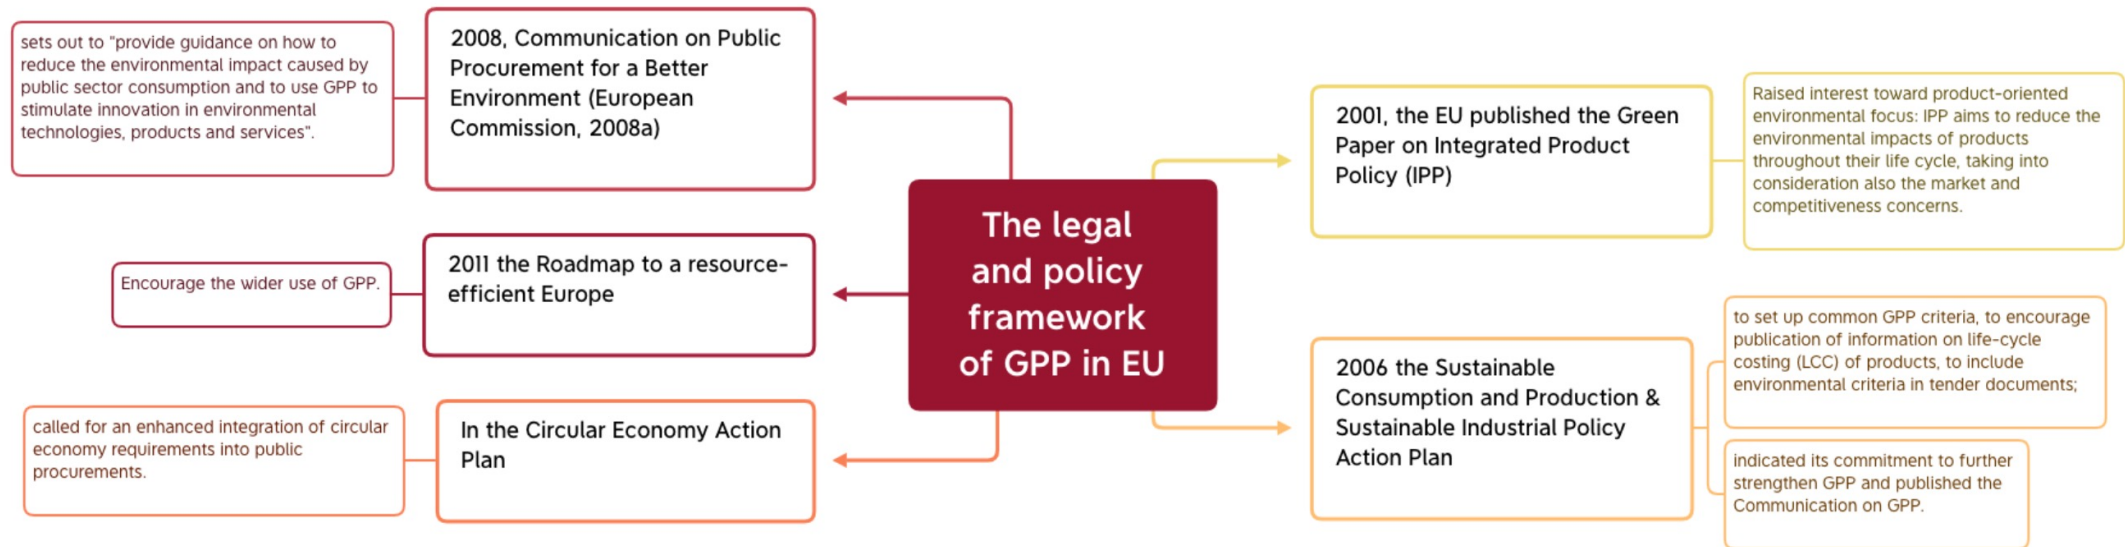 sets out to "provide guidance on how to
reduce the environmental impact caused by
public sector consumption and to use GPP to
stimulate innovation in environmental
technologies, products and services".
2008, Communication on Public
Procurement for a Better
Environment (European
Commission, 2008a)
Encourage the wider use of GPP.
2011 the Roadmap to a resource-
efficient Europe
called for an enhanced integration of circular
economy requirements into public
procurements.
In the Circular Economy Action
Plan
The legal
and policy
framework
of GPP in EU
2001, the EU published the Green
Paper on Integrated Product
Policy (IPP)
Raised interest toward product-oriented
environmental focus: IPP aims to reduce the
environmental impacts of products
throughout their life cycle, taking into
consideration also the market and
competitiveness concerns.
2006 the Sustainable
Consumption and Production &
Sustainable Industrial Policy
Action Plan
to set up common GPP criteria, to encourage
publication of information on life-cycle
costing (LCC) of products, to include
environmental criteria in tender documents;
indicated its commitment to further
strengthen GPP and published the
Communication on GPP.